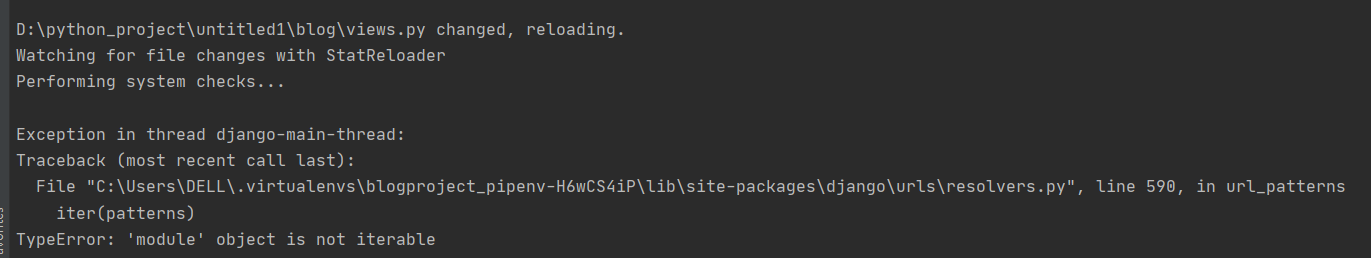 D:\python_project\untitled1\blog\views.py changed, reloading.
Watching for file changes with StatReloader
Performing system checks...
Exception in thread django-main-thread:
Traceback (most recent call last):
  File "C:\Users\DELL\.virtualenvs\blogproject_pipenv-H6wCS4iP\lib\site-packages\django\urls\resolvers.py", line 590, in url_patterns
    iter(patterns)
TypeError: 'module' object is not iterable